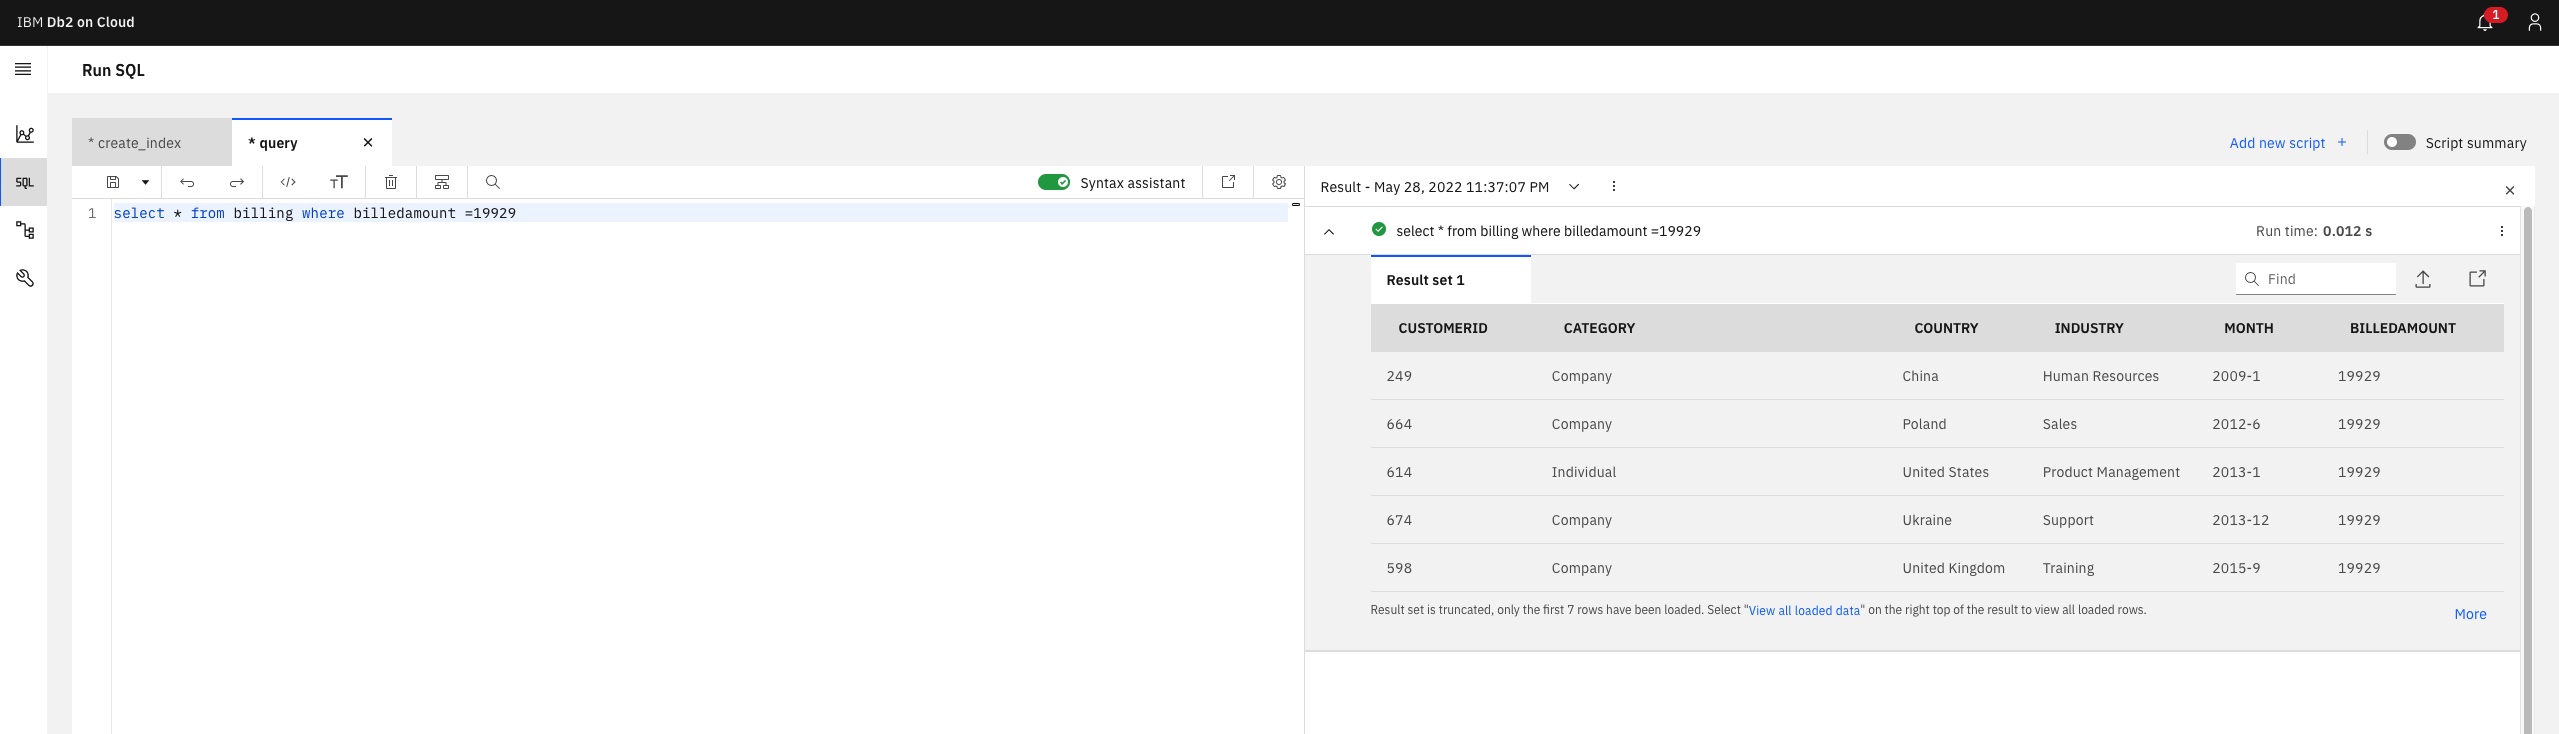 IBM Db2 on Cloud
1
Run SQL
* create_index
* query
Add new script +
Script summary
SQL
Syntax assistant
1 select * from billing where billedamount =19929
Result - May 28, 2022 11:37:07 PM
select * from billing where billedamount =19929
Run time: 0.012 s
Result set 1
Find
CUSTOMERID CATEGORY COUNTRY INDUSTRY MONTH BILLEDAMOUNT
249 Company China Human Resources 2009-1 19929
664 Company Poland Sales 2012-6 19929
614 Individual United States Product Management 2013-1 19929
674 Company Ukraine Support 2013-12 19929
598 Company United Kingdom Training 2015-9 19929
Result set is truncated, only the first 7 rows have been loaded. Select "View all loaded data" on the right top of the result to view all loaded rows.
More